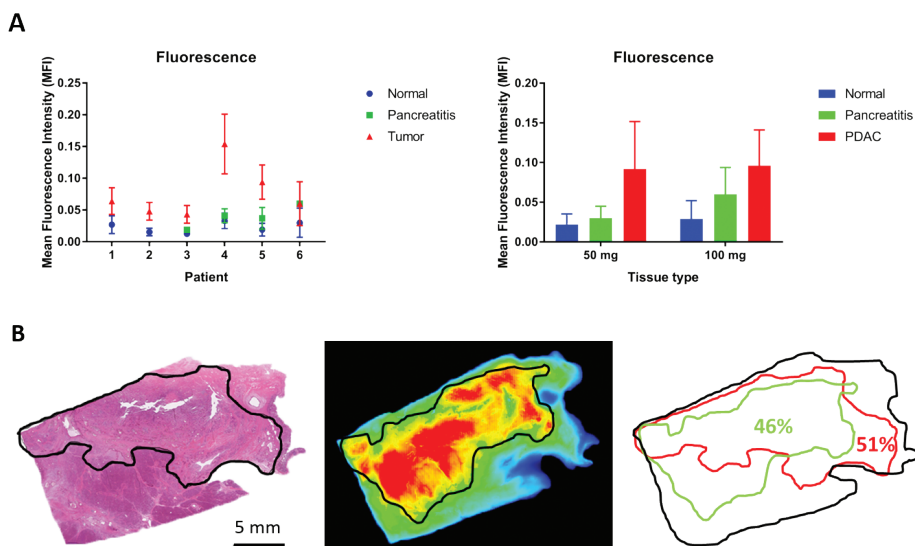 A
Fluorescence
Mean Fluorescence Intensity (MFI)
0.20
0.15
0.10
0.05
0.00
1 2 3 4 5 6
Patient
Normal
Pancreatitis
Tumor
Fluorescence
Mean Fluorescence Intensity (MFI)
0.20
0.15
0.10
0.05
0.00
50 mg 100 mg
Tissue type
Normal
Pancreatitis
PDAC
B
5 mm
46%
51%